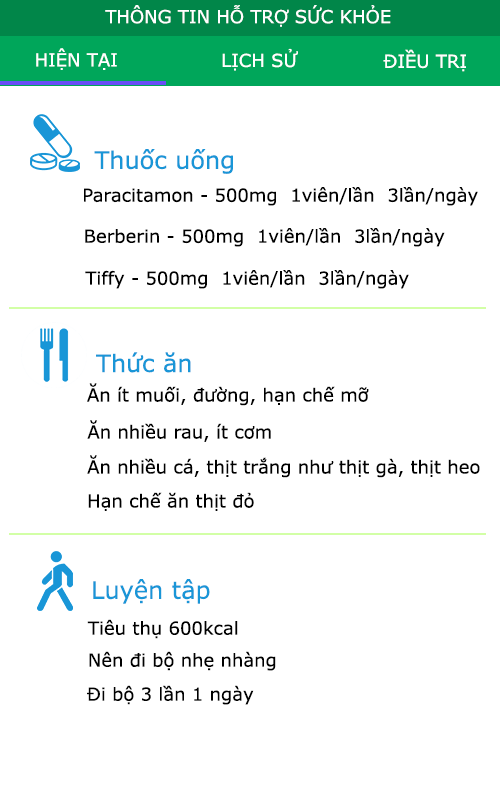 THÔNG TIN HỖ TRỢ SỨC KHỎE
HIỆN TẠI LỊCH SỬ ĐIỀU TRỊ
Thuốc uống
Paracitamon - 500mg 1viên/lần 3lần/ngày
Berberin - 500mg 1viên/lần 3lần/ngày
Tiffy - 500mg 1viên/lần 3lần/ngày
Thức ăn
Ăn ít muối, đường, hạn chế mỡ
Ăn nhiều rau, ít cơm
Ăn nhiều cá, thịt trắng như thịt gà, thịt heo
Hạn chế ăn thịt đỏ
Luyện tập
Tiêu thụ 600kcal
Nên đi bộ nhẹ nhàng
Đi bộ 3 lần 1 ngày